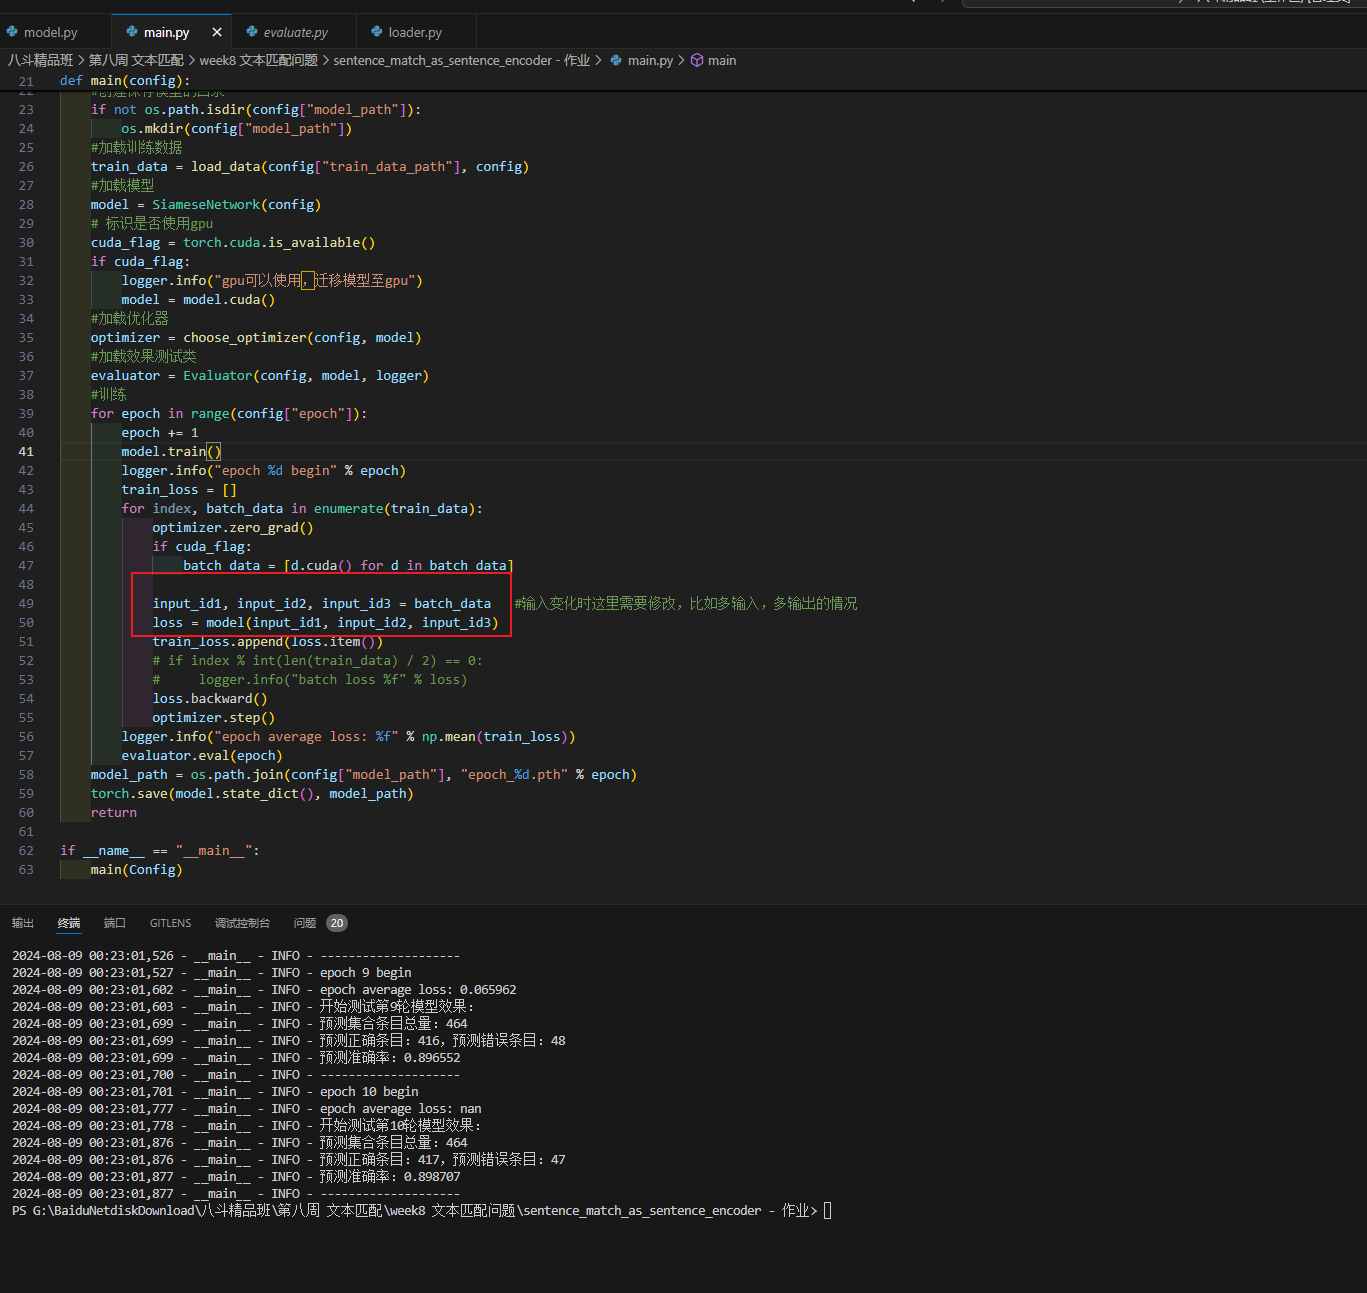 model.py
main.py
evaluate.py
loader.py
八斗精品班 > 第八周 文本匹配 > week8 文本匹配问题 > sentence_match_as_sentence_encoder - 作业 > main.py > main
21 def main(config):
22 #创建保存模型的目录
23 if not os.path.isdir(config["model_path"]):
24 os.mkdir(config["model_path"])
25 #加载训练数据
26 train_data = load_data(config["train_data_path"], config)
27 #加载模型
28 model = SiameseNetwork(config)
29 # 标识是否使用gpu
30 cuda_flag = torch.cuda.is_available()
31 if cuda_flag:
32 logger.info("gpu可以使用，迁移模型至gpu")
33 model = model.cuda()
34 #加载优化器
35 optimizer = choose_optimizer(config, model)
36 #加载效果测试类
37 evaluator = Evaluator(config, model, logger)
38 #训练
39 for epoch in range(config["epoch"]):
40 epoch += 1
41 model.train()
42 logger.info("epoch %d begin" % epoch)
43 train_loss = []
44 for index, batch_data in enumerate(train_data):
45 optimizer.zero_grad()
46 if cuda_flag:
47 batch_data = [d.cuda() for d in batch_data]
48
49 input_id1, input_id2, input_id3 = batch_data #输入变化时这里需要修改，比如多输入，多输出的情况
50 loss = model(input_id1, input_id2, input_id3)
51 train_loss.append(loss.item())
52 # if index % int(len(train_data) / 2) == 0:
53 # logger.info("batch loss %f" % loss)
54 loss.backward()
55 optimizer.step()
56 logger.info("epoch average loss: %f" % np.mean(train_loss))
57 evaluator.eval(epoch)
58 model_path = os.path.join(config["model_path"], "epoch_%d.pth" % epoch)
59 torch.save(model.state_dict(), model_path)
60 return
61
62 if __name__ == "__main__":
63 main(Config)
输出 终端 端口 GITLENS 调试控制台 问题 20
2024-08-09 00:23:01,526 - __main__ - INFO - --------------------
2024-08-09 00:23:01,527 - __main__ - INFO - epoch 9 begin
2024-08-09 00:23:01,602 - __main__ - INFO - epoch average loss: 0.065962
2024-08-09 00:23:01,603 - __main__ - INFO - 开始测试第9轮模型效果：
2024-08-09 00:23:01,699 - __main__ - INFO - 预测集合条目总量：464
2024-08-09 00:23:01,699 - __main__ - INFO - 预测正确条目：416，预测错误条目：48
2024-08-09 00:23:01,699 - __main__ - INFO - 预测准确率：0.896552
2024-08-09 00:23:01,700 - __main__ - INFO - --------------------
2024-08-09 00:23:01,701 - __main__ - INFO - epoch 10 begin
2024-08-09 00:23:01,777 - __main__ - INFO - epoch average loss: nan
2024-08-09 00:23:01,778 - __main__ - INFO - 开始测试第10轮模型效果：
2024-08-09 00:23:01,876 - __main__ - INFO - 预测集合条目总量：464
2024-08-09 00:23:01,876 - __main__ - INFO - 预测正确条目：417，预测错误条目：47
2024-08-09 00:23:01,877 - __main__ - INFO - 预测准确率：0.898707
2024-08-09 00:23:01,877 - __main__ - INFO - --------------------
PS G:\BaiduNetdiskDownload\八斗精品班\第八周 文本匹配\week8 文本匹配问题\sentence_match_as_sentence_encoder - 作业>